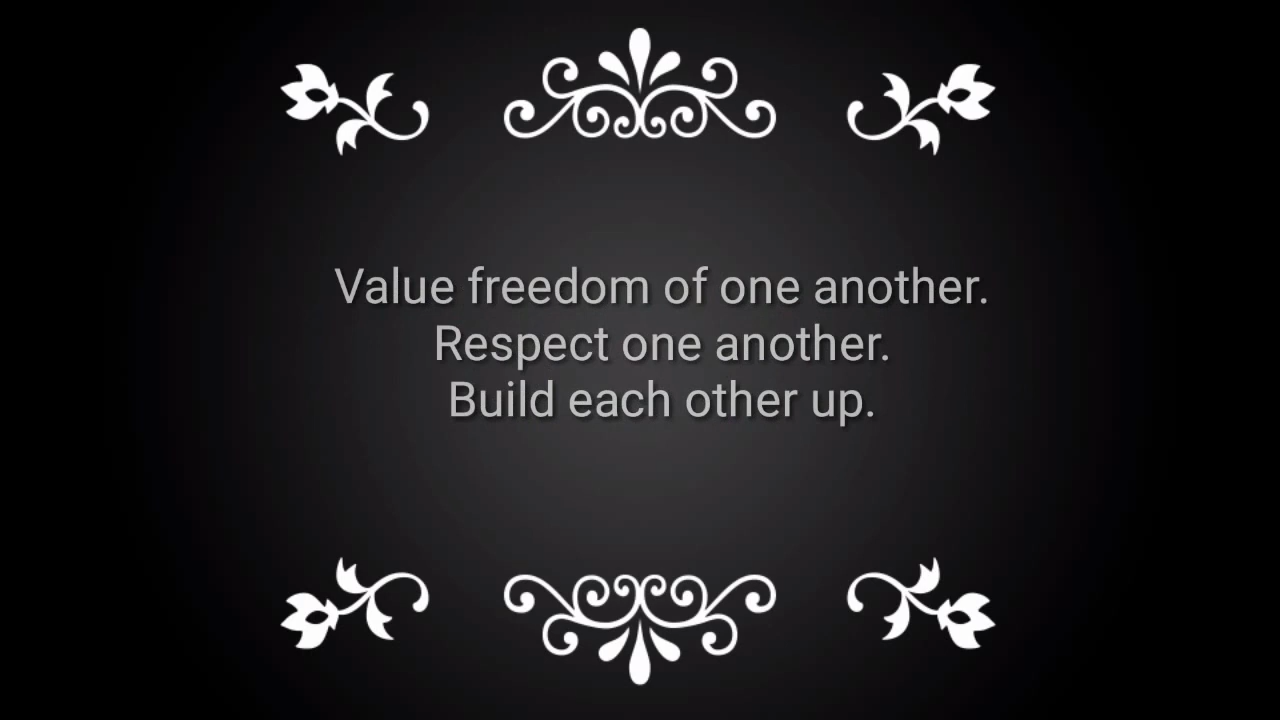 Value freedom of one another.
Respect one another.
Build each other up.